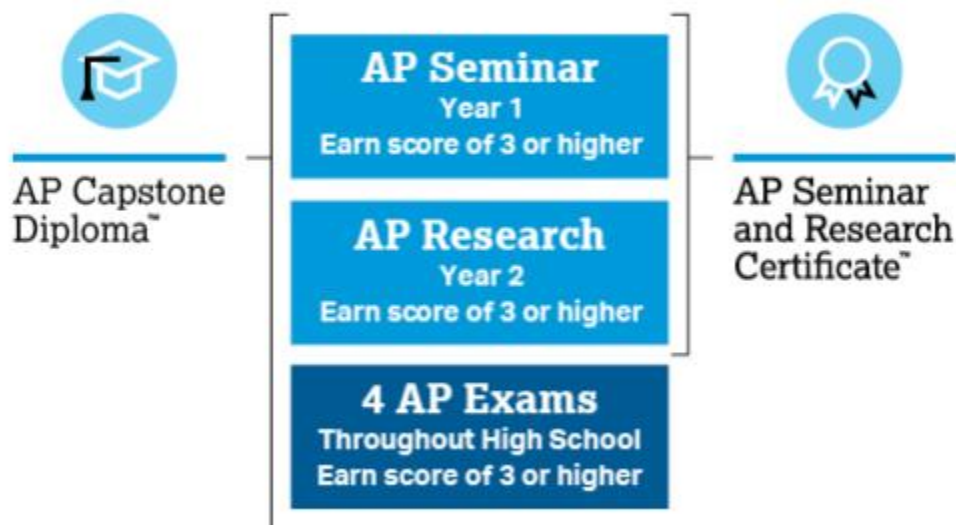 AP Capstone
Diploma™
AP Seminar
Year 1
Earn score of 3 or higher
AP Research
Year 2
Earn score of 3 or higher
4 AP Exams
Throughout High School
Earn score of 3 or higher
AP Seminar
and Research
Certificate™